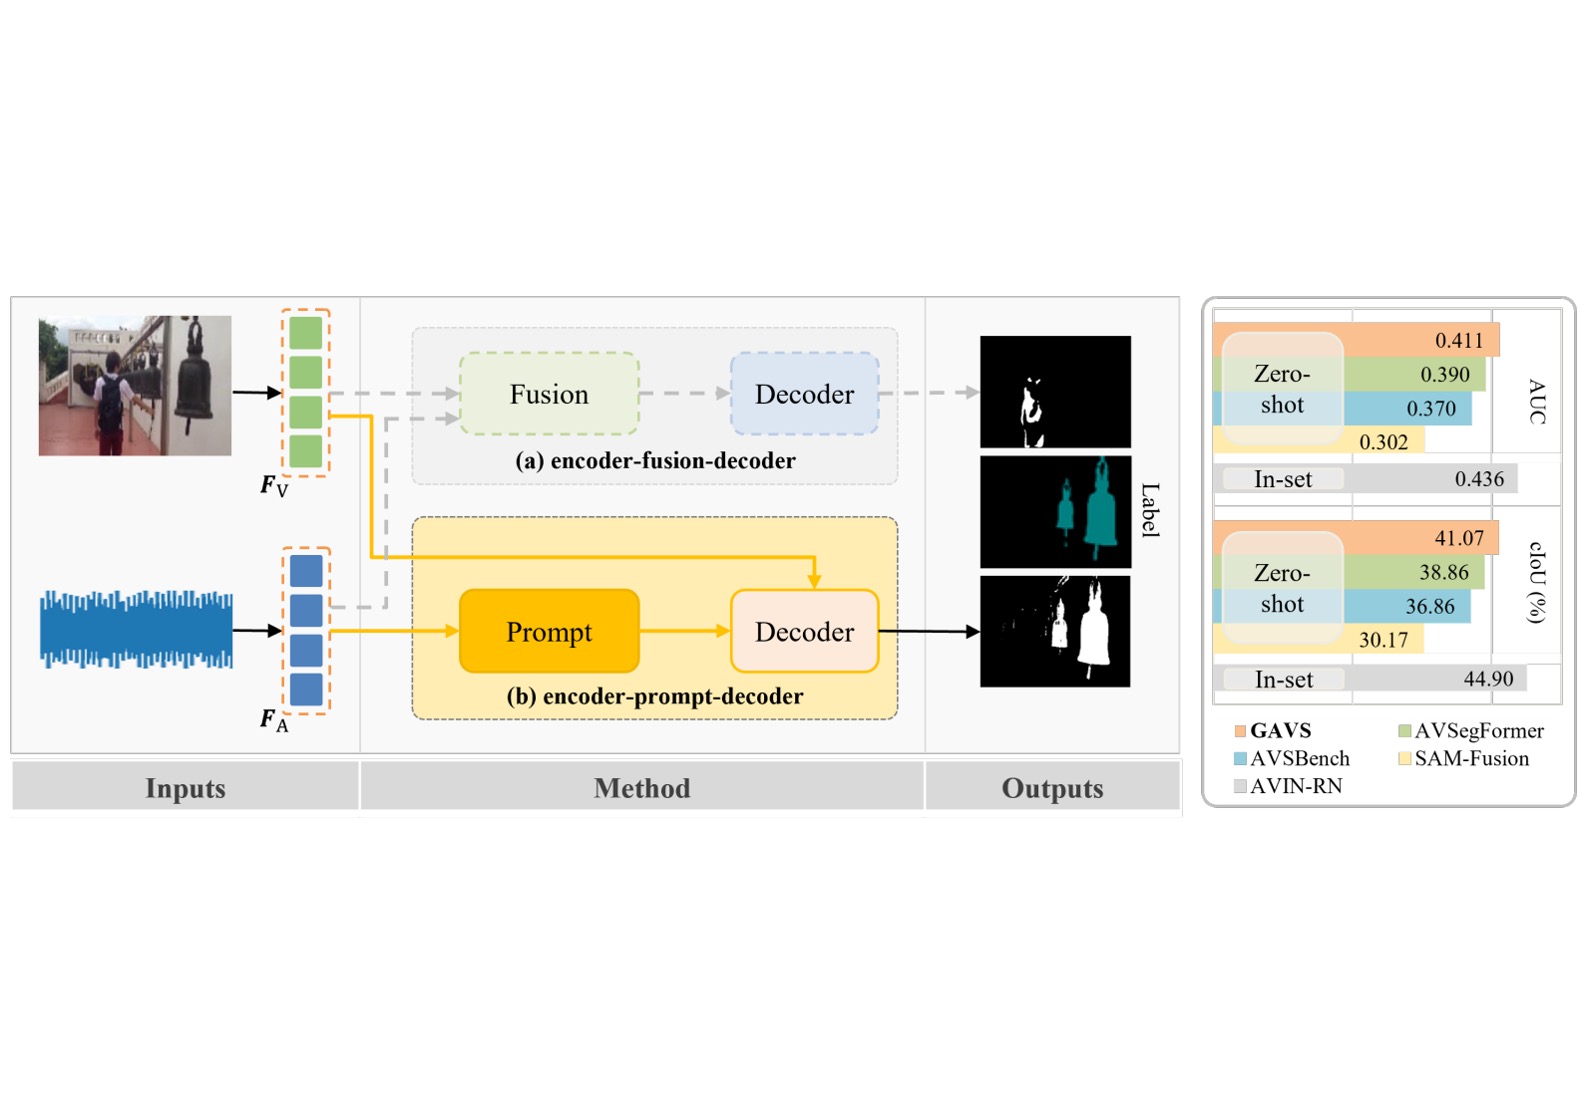 F_V
Fusion
Decoder
(a) encoder-fusion-decoder
Label
F_A
Prompt
Decoder
(b) encoder-prompt-decoder
Inputs
Method
Outputs
Zero-
shot
0.411
0.390
0.370
0.302
AUC
In-set
0.436
Zero-
shot
41.07
38.86
36.86
30.17
cIoU (%)
In-set
44.90
GAVS
AVSegFormer
AVSBench
SAM-Fusion
AVIN-RN